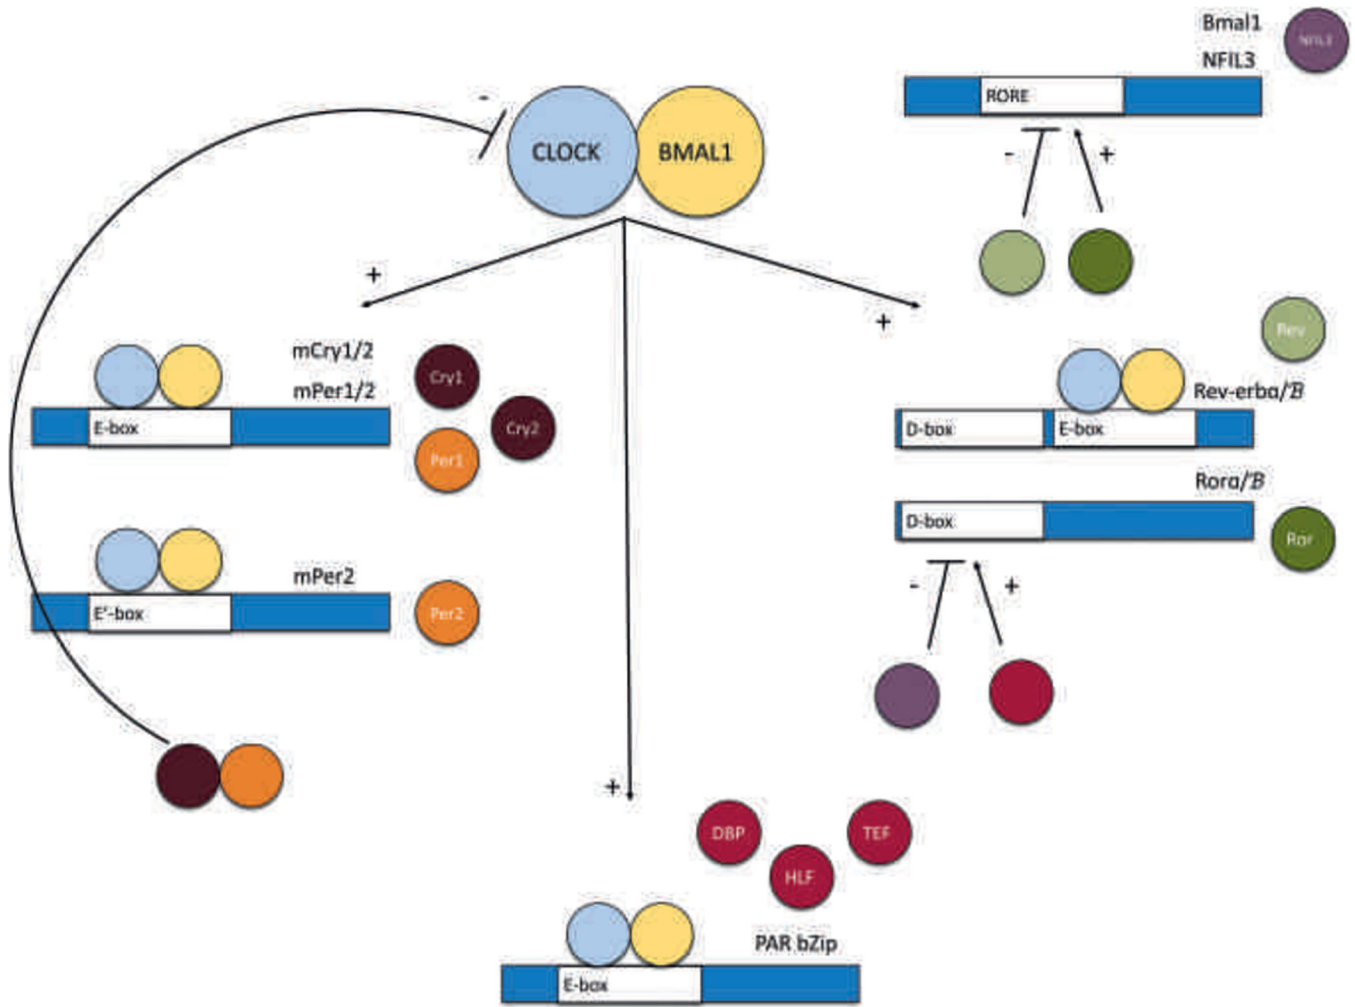 Bmal1
NFIL3
NFIL3
RORE
-
+
-
CLOCK
BMAL1
+
+
mCry1/2
mPer1/2
Cry1
Cry2
Per1
E-box
mPer2
Per2
E'-box
Rev
Rev-erbα/B
D-box
E-box
Rorα/B
D-box
Ror
-
+
+
DBP
TEF
HLF
PAR bZip
E-box